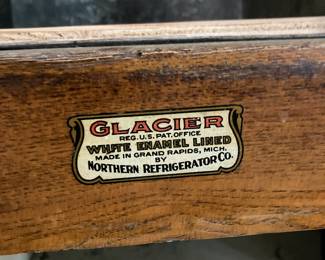 GLACIER
REG. U.S. PAT. OFFICE
WHITE ENAMEL LINED
MADE IN GRAND RAPIDS, MICH.
BY
NORTHERN REFRIGERATOR CO.